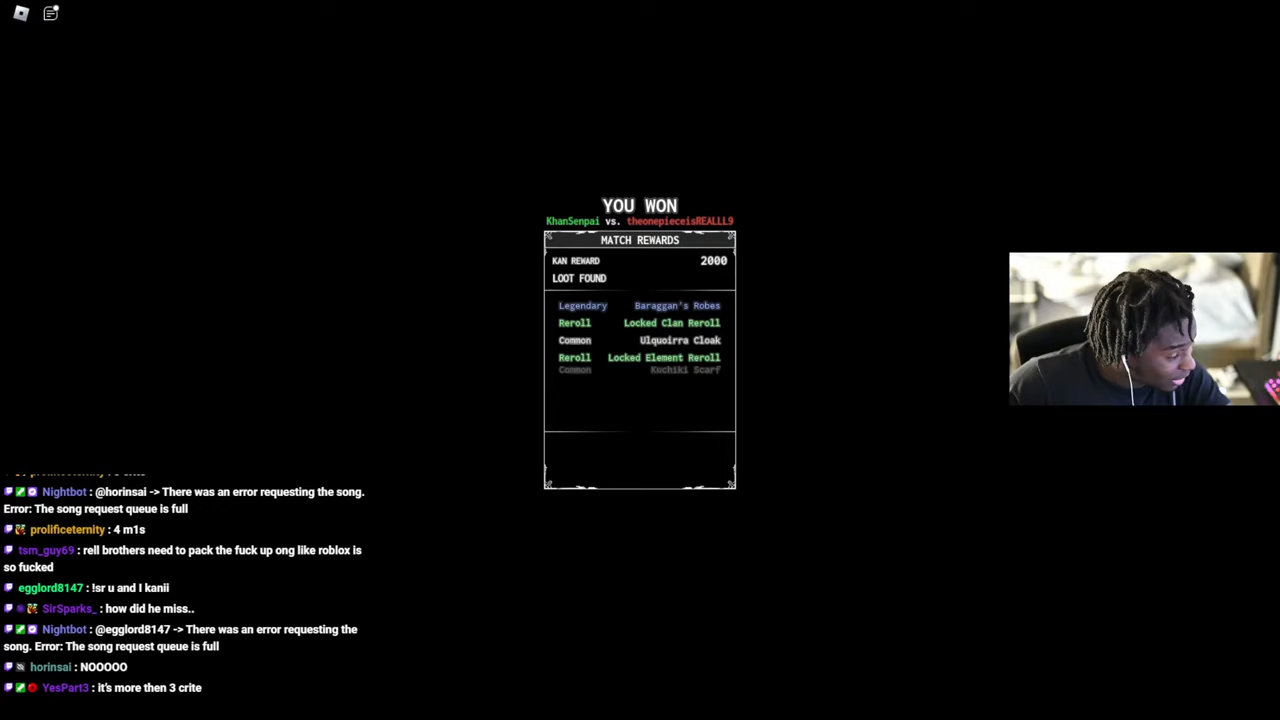 YOU WON
KhanSenpai vs. theonepieceisREALLL9
MATCH REWARDS
KAN REWARD 2000
LOOT FOUND
Legendary Baraggan's Robes
Reroll Locked Clan Reroll
Common Ulquoirra Cloak
Reroll Locked Element Reroll
Common Kuchiki Scarf
Nightbot : @horinsai -> There was an error requesting the song.
Error: The song request queue is full
prolificeternity : 4 m1s
tsm_guy69 : rell brothers need to pack the fuck up ong like roblox is
so fucked
egglord8147 : !sr u and I kanii
SirSparks_ : how did he miss..
Nightbot : @egglord8147 -> There was an error requesting the
song. Error: The song request queue is full
horinsai : NOOOOO
YesPart3 : it's more then 3 crite